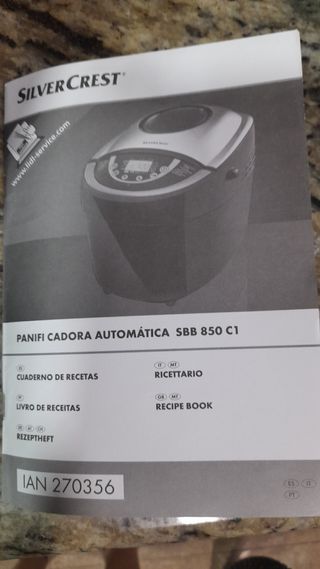 SILVERCREST®
www.lidl-service.com
SILVERCREST
PANIFI CADORA AUTOMÁTICA SBB 850 C1
ES
CUADERNO DE RECETAS
IT MT
RICETTARIO
PT
LIVRO DE RECEITAS
GB MT
RECIPE BOOK
DE AT CH
REZEPTHEFT
IAN 270356
ES IT
PT